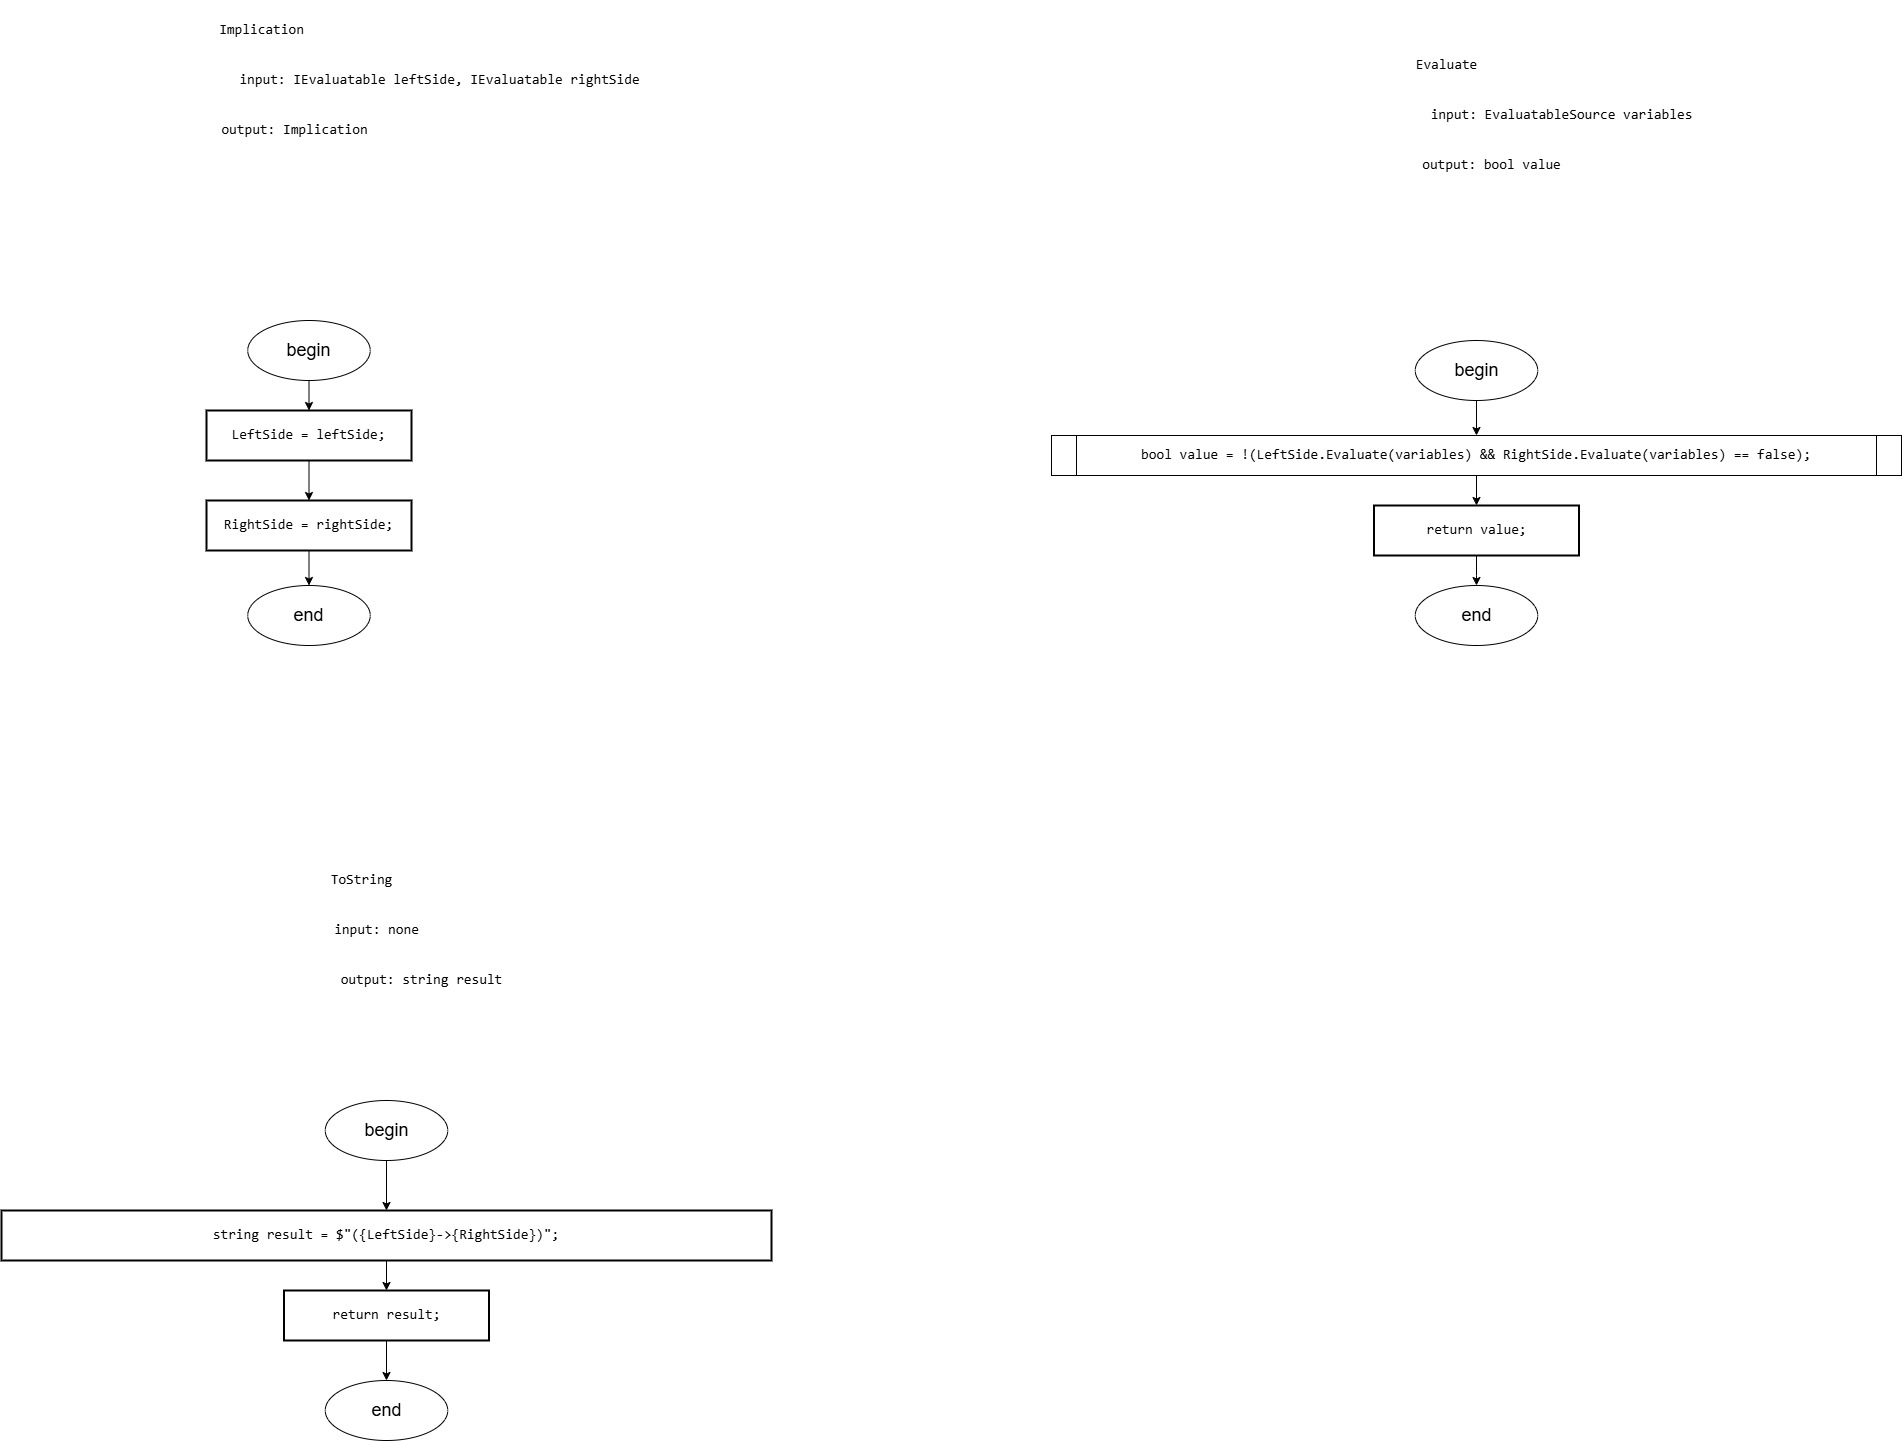 Implication
input: IEvaluatable leftSide, IEvaluatable rightSide
output: Implication
begin
LeftSide = leftSide;
RightSide = rightSide;
end
Evaluate
input: EvaluatableSource variables
output: bool value
begin
bool value = !(LeftSide.Evaluate(variables) && RightSide.Evaluate(variables) == false);
return value;
end
ToString
input: none
output: string result
begin
string result = $"({LeftSide}->{RightSide})";
return result;
end